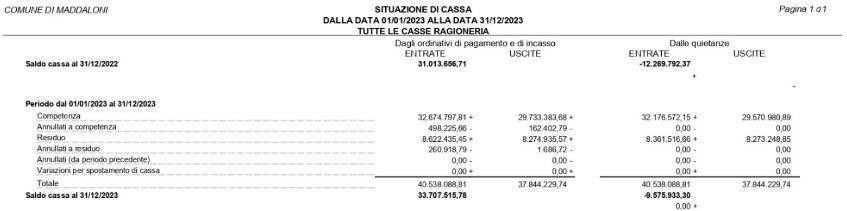 COMUNE DI MADDALONI SITUAZIONE DI CASSA Pagina 1 d1
DALLA DATA 01/01/2023 ALLA DATA 31/12/2023
TUTTE LE CASSE RAGIONERIA
Dagli ordinativi di pagamento e di incasso Dalle quietanze
ENTRATE USCITE ENTRATE USCITE
Saldo cassa al 31/12/2022 31.013.656,71 -12.269.792,37
+
-
Periodo dal 01/01/2023 al 31/12/2023
Competenza 32.674.797,81 + 29.733.383,68 + 32.176.572,15 + 29.570.980,89
Annullati a competenza 498.225,66 - 162.402,79 - 0,00 - 0,00
Residuo 8.622.435,45 + 8.274.935,57 + 8.361.516,66 + 8.273.248,85
Annullati a residuo 260.918,79 - 1.686,72 - 0,00 - 0,00
Annullati (da periodo precedente) 0,00 - 0,00 - 0,00 - 0,00
Variazioni per spostamento di cassa 0,00 + 0,00 + 0,00 + 0,00
Totale 40.538.088,81 37.844.229,74 40.538.088,81 37.844.229,74
Saldo cassa al 31/12/2023 33.707.515,78 -9.575.933,30
0,00 +